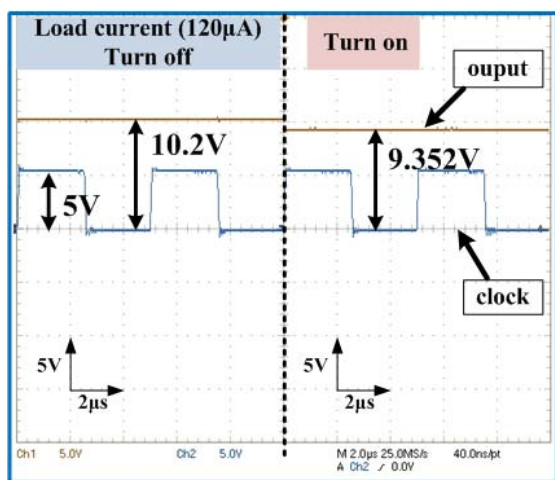 Load current (120μA)
Turn off
Turn on
ouput
10.2V
9.352V
5V
clock
5V
2μs
5V
2μs
Ch1 5.0V Ch2 5.0V M 2.0μs 25.0MS/s 40.0ns/pt
A Ch2 ∕ 0.0V